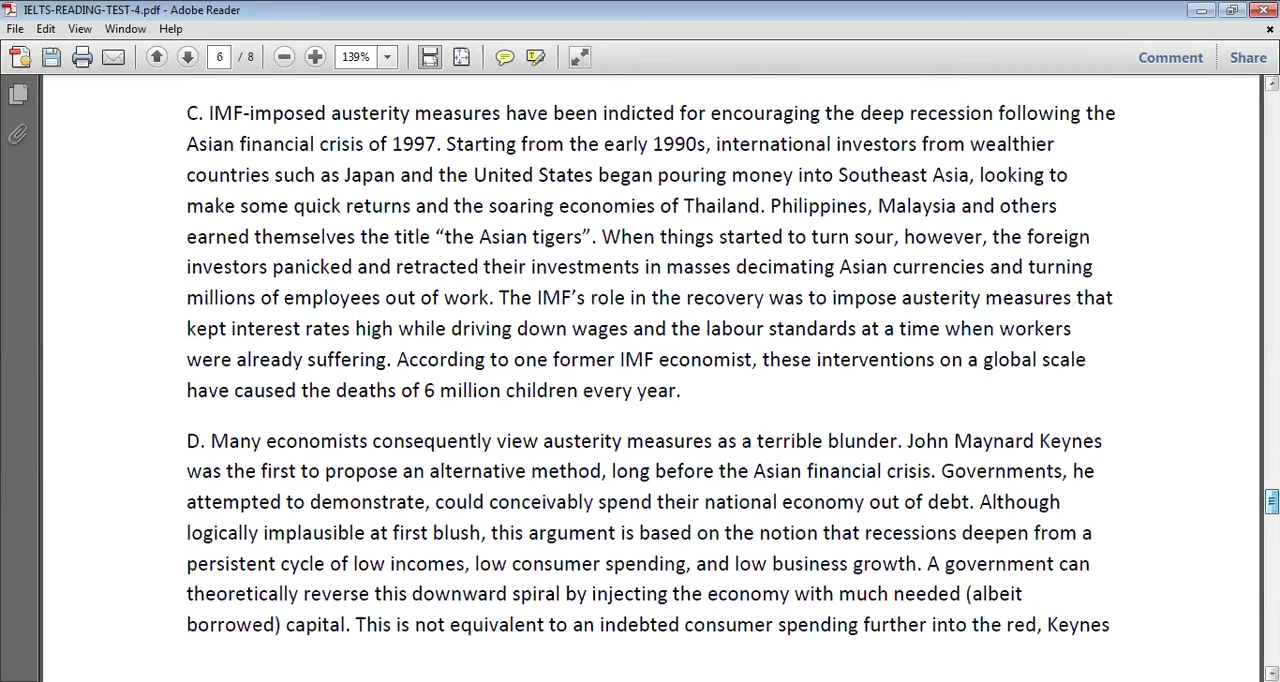 IELTS-READING-TEST-4.pdf - Adobe Reader
File Edit View Window Help
6 / 8 139% Comment Share
C. IMF-imposed austerity measures have been indicted for encouraging the deep recession following the
Asian financial crisis of 1997. Starting from the early 1990s, international investors from wealthier
countries such as Japan and the United States began pouring money into Southeast Asia, looking to
make some quick returns and the soaring economies of Thailand. Philippines, Malaysia and others
earned themselves the title “the Asian tigers”. When things started to turn sour, however, the foreign
investors panicked and retracted their investments in masses decimating Asian currencies and turning
millions of employees out of work. The IMF’s role in the recovery was to impose austerity measures that
kept interest rates high while driving down wages and the labour standards at a time when workers
were already suffering. According to one former IMF economist, these interventions on a global scale
have caused the deaths of 6 million children every year.
D. Many economists consequently view austerity measures as a terrible blunder. John Maynard Keynes
was the first to propose an alternative method, long before the Asian financial crisis. Governments, he
attempted to demonstrate, could conceivably spend their national economy out of debt. Although
logically implausible at first blush, this argument is based on the notion that recessions deepen from a
persistent cycle of low incomes, low consumer spending, and low business growth. A government can
theoretically reverse this downward spiral by injecting the economy with much needed (albeit
borrowed) capital. This is not equivalent to an indebted consumer spending further into the red, Keynes